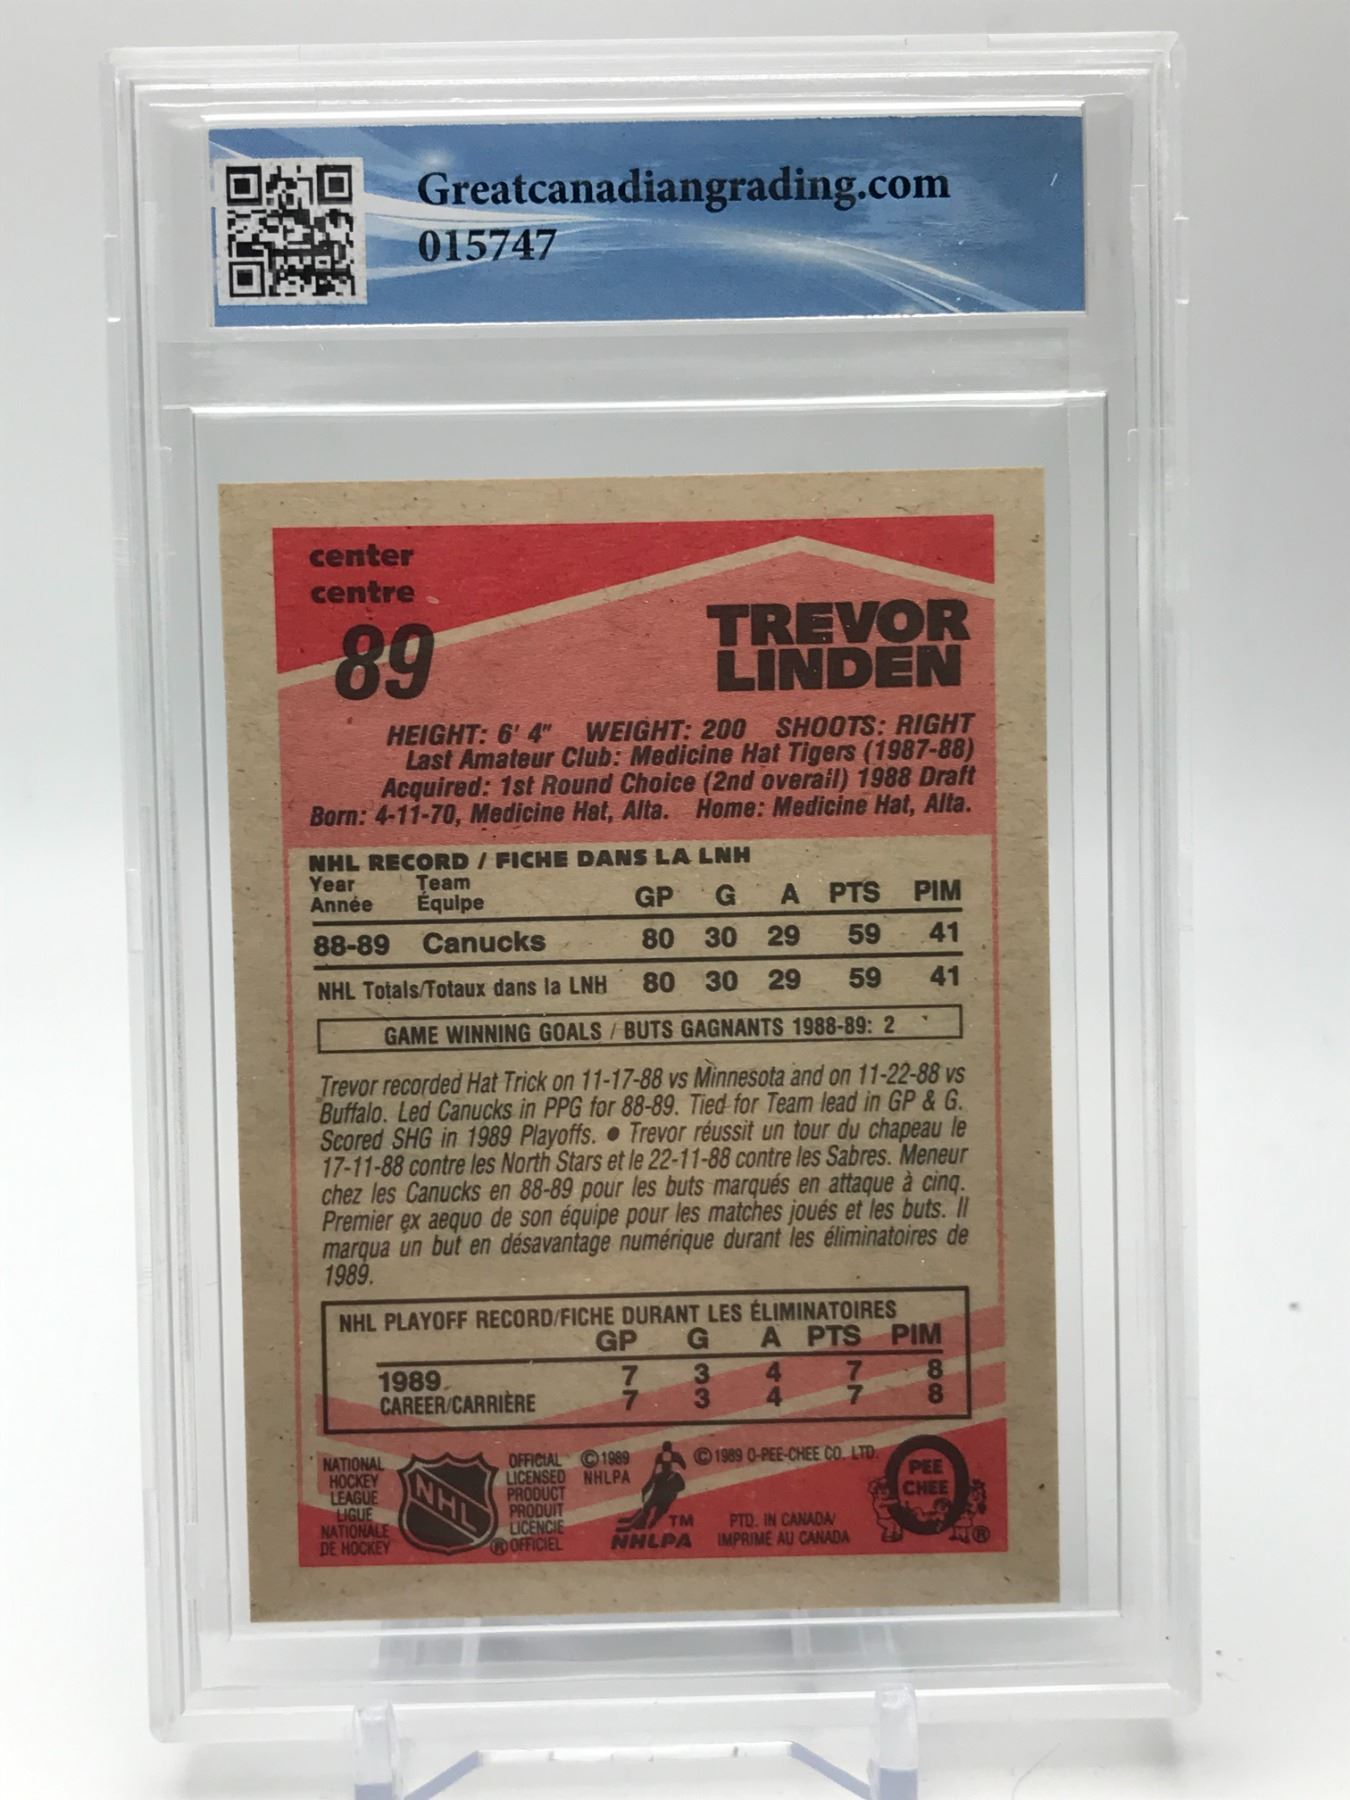 Greatcanadiangrading.com
015747
center
centre
89
TREVOR
LINDEN
HEIGHT: 6' 4" WEIGHT: 200 SHOOTS: RIGHT
Last Amateur Club: Medicine Hat Tigers (1987-88)
Acquired: 1st Round Choice (2nd overall) 1988 Draft
Born: 4-11-70, Medicine Hat, Alta. Home: Medicine Hat, Alta.
NHL RECORD / FICHE DANS LA LNH
Year Team
Année Équipe GP G A PTS PIM
88-89 Canucks 80 30 29 59 41
NHL Totals/Totaux dans la LNH 80 30 29 59 41
GAME WINNING GOALS / BUTS GAGNANTS 1988-89: 2
Trevor recorded Hat Trick on 11-17-88 vs Minnesota and on 11-22-88 vs
Buffalo. Led Canucks in PPG for 88-89. Tied for Team lead in GP & G.
Scored SHG in 1989 Playoffs. ● Trevor réussit un tour du chapeau le
17-11-88 contre les North Stars et le 22-11-88 contre les Sabres. Meneur
chez les Canucks en 88-89 pour les buts marqués en attaque à cinq.
Premier ex aequo de son équipe pour les matches joués et les buts. Il
marqua un but en désavantage numérique durant les éliminatoires de
1989.
NHL PLAYOFF RECORD/FICHE DURANT LES ÉLIMINATOIRES
GP G A PTS PIM
1989 7 3 4 7 8
CAREER/CARRIÈRE 7 3 4 7 8
NATIONAL
HOCKEY
LEAGUE
LIGUE
NATIONALE
DE HOCKEY
NHL
®
OFFICIAL
LICENSED
PRODUCT
PRODUIT
LICENCIÉ
OFFICIEL
©1989
NHLPA
TM
NHLPA
©1989 O-PEE-CHEE CO. LTD.
PTD. IN CANADA/
IMPRIMÉ AU CANADA
O
PEE
CHEE
®